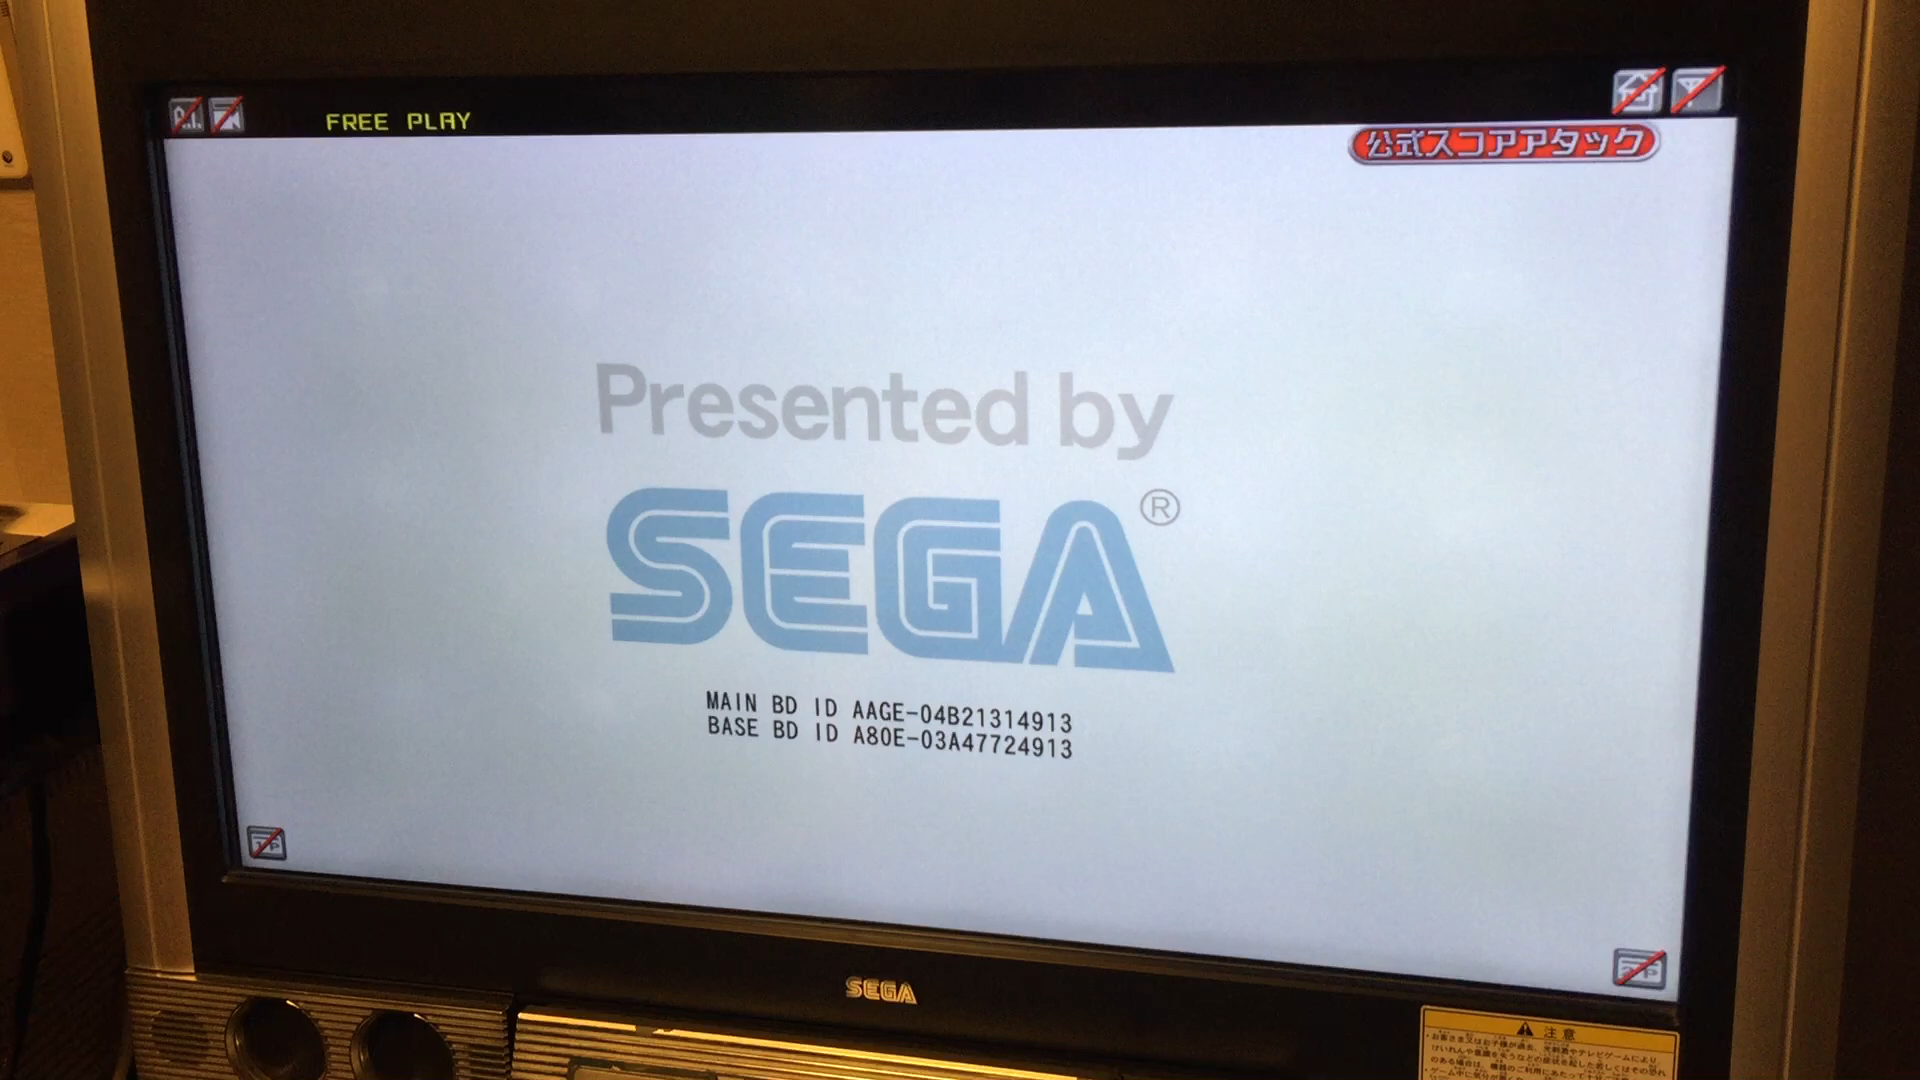 FREE PLAY
公式スコアアタック
Presented by
SEGA®
MAIN BD ID AAGE-04B21314913
BASE BD ID A80E-03A47724913
SEGA
注意